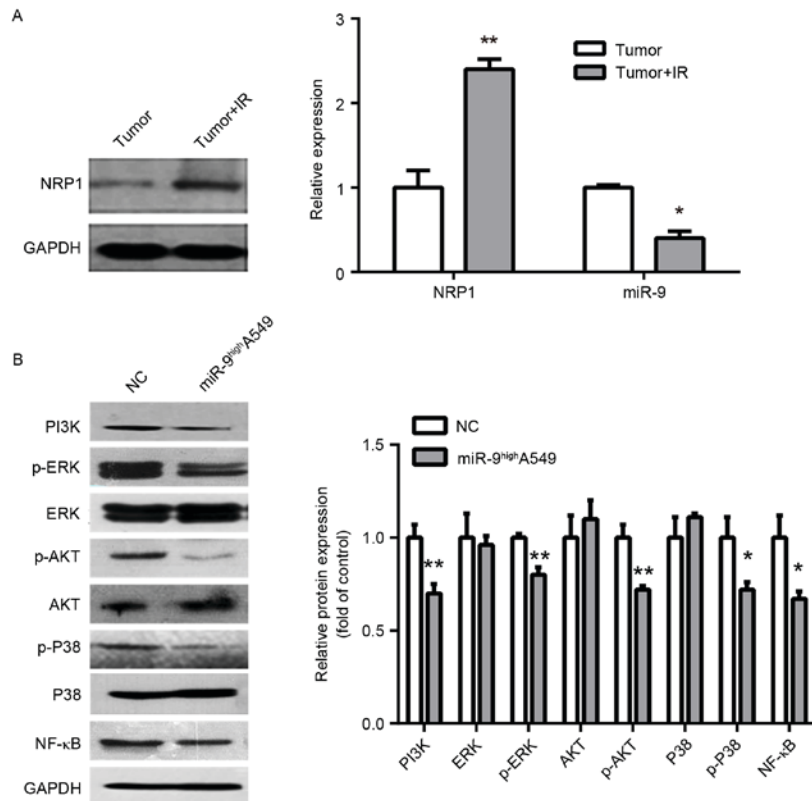 A
Tumor
Tumor+IR
NRP1
GAPDH
Relative expression
3
2
1
0
**
*
Tumor
Tumor+IR
NRP1
miR-9
B
NC
miR-9ʰⁱᵍʰA549
PI3K
p-ERK
ERK
p-AKT
AKT
p-P38
P38
NF-κB
GAPDH
NC
miR-9ʰⁱᵍʰA549
Relative protein expression
(fold of control)
1.5
1.0
0.5
0.0
**
**
**
*
*
PI3K
ERK
p-ERK
AKT
p-AKT
P38
p-P38
NF-κB